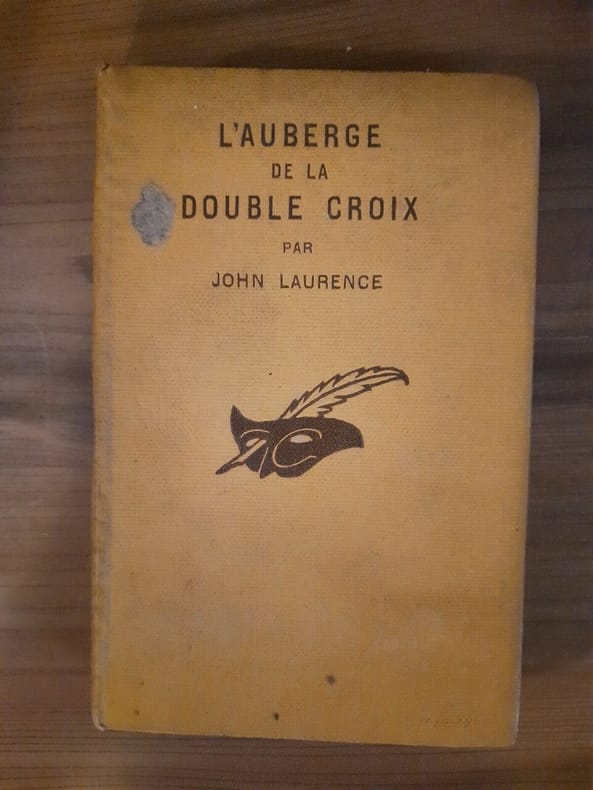 L'AUBERGE
DE LA
DOUBLE CROIX
PAR
JOHN LAURENCE